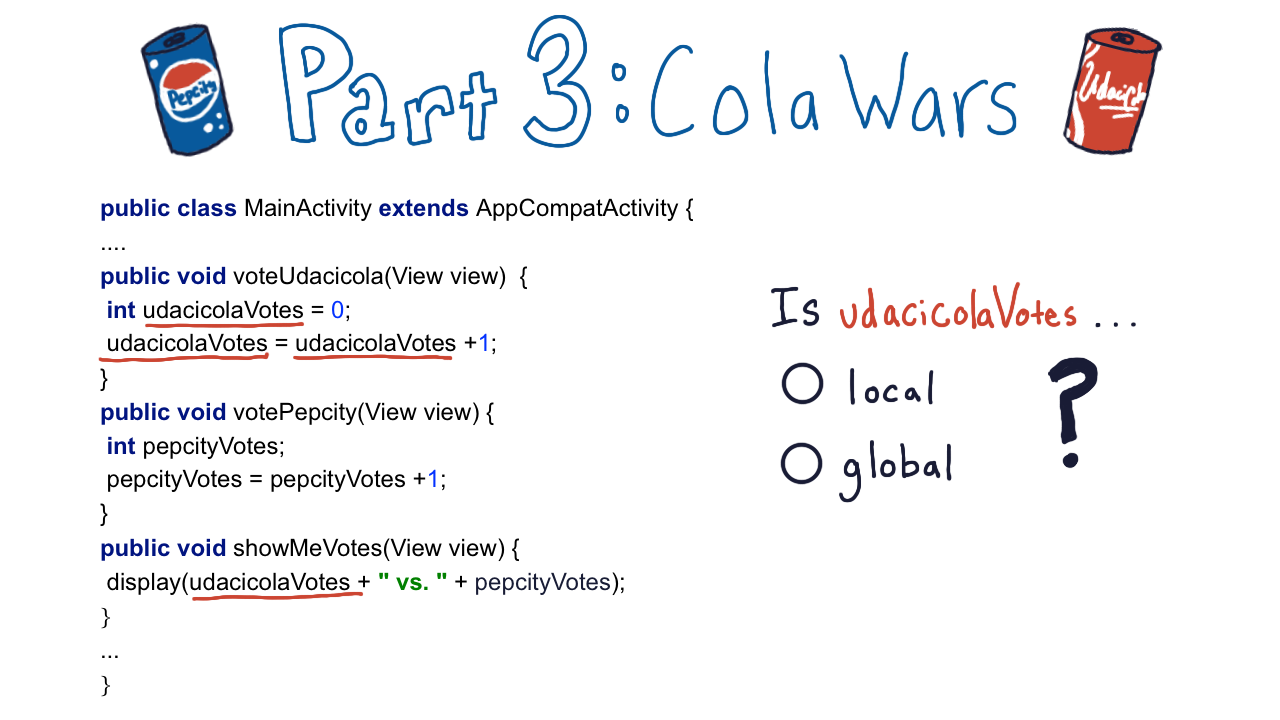 Part 3: Cola Wars
Pepcity
public class MainActivity extends AppCompatActivity {
....
public void voteUdacicola(View view)  {
int udacicolaVotes = 0;
udacicolaVotes = udacicolaVotes +1;
}
public void votePepcity(View view) {
int pepcityVotes;
pepcityVotes = pepcityVotes +1;
}
public void showMeVotes(View view) {
display(udacicolaVotes + " vs. " + pepcityVotes);
}
...
}
Is udacicolaVotes ...
local
global
?